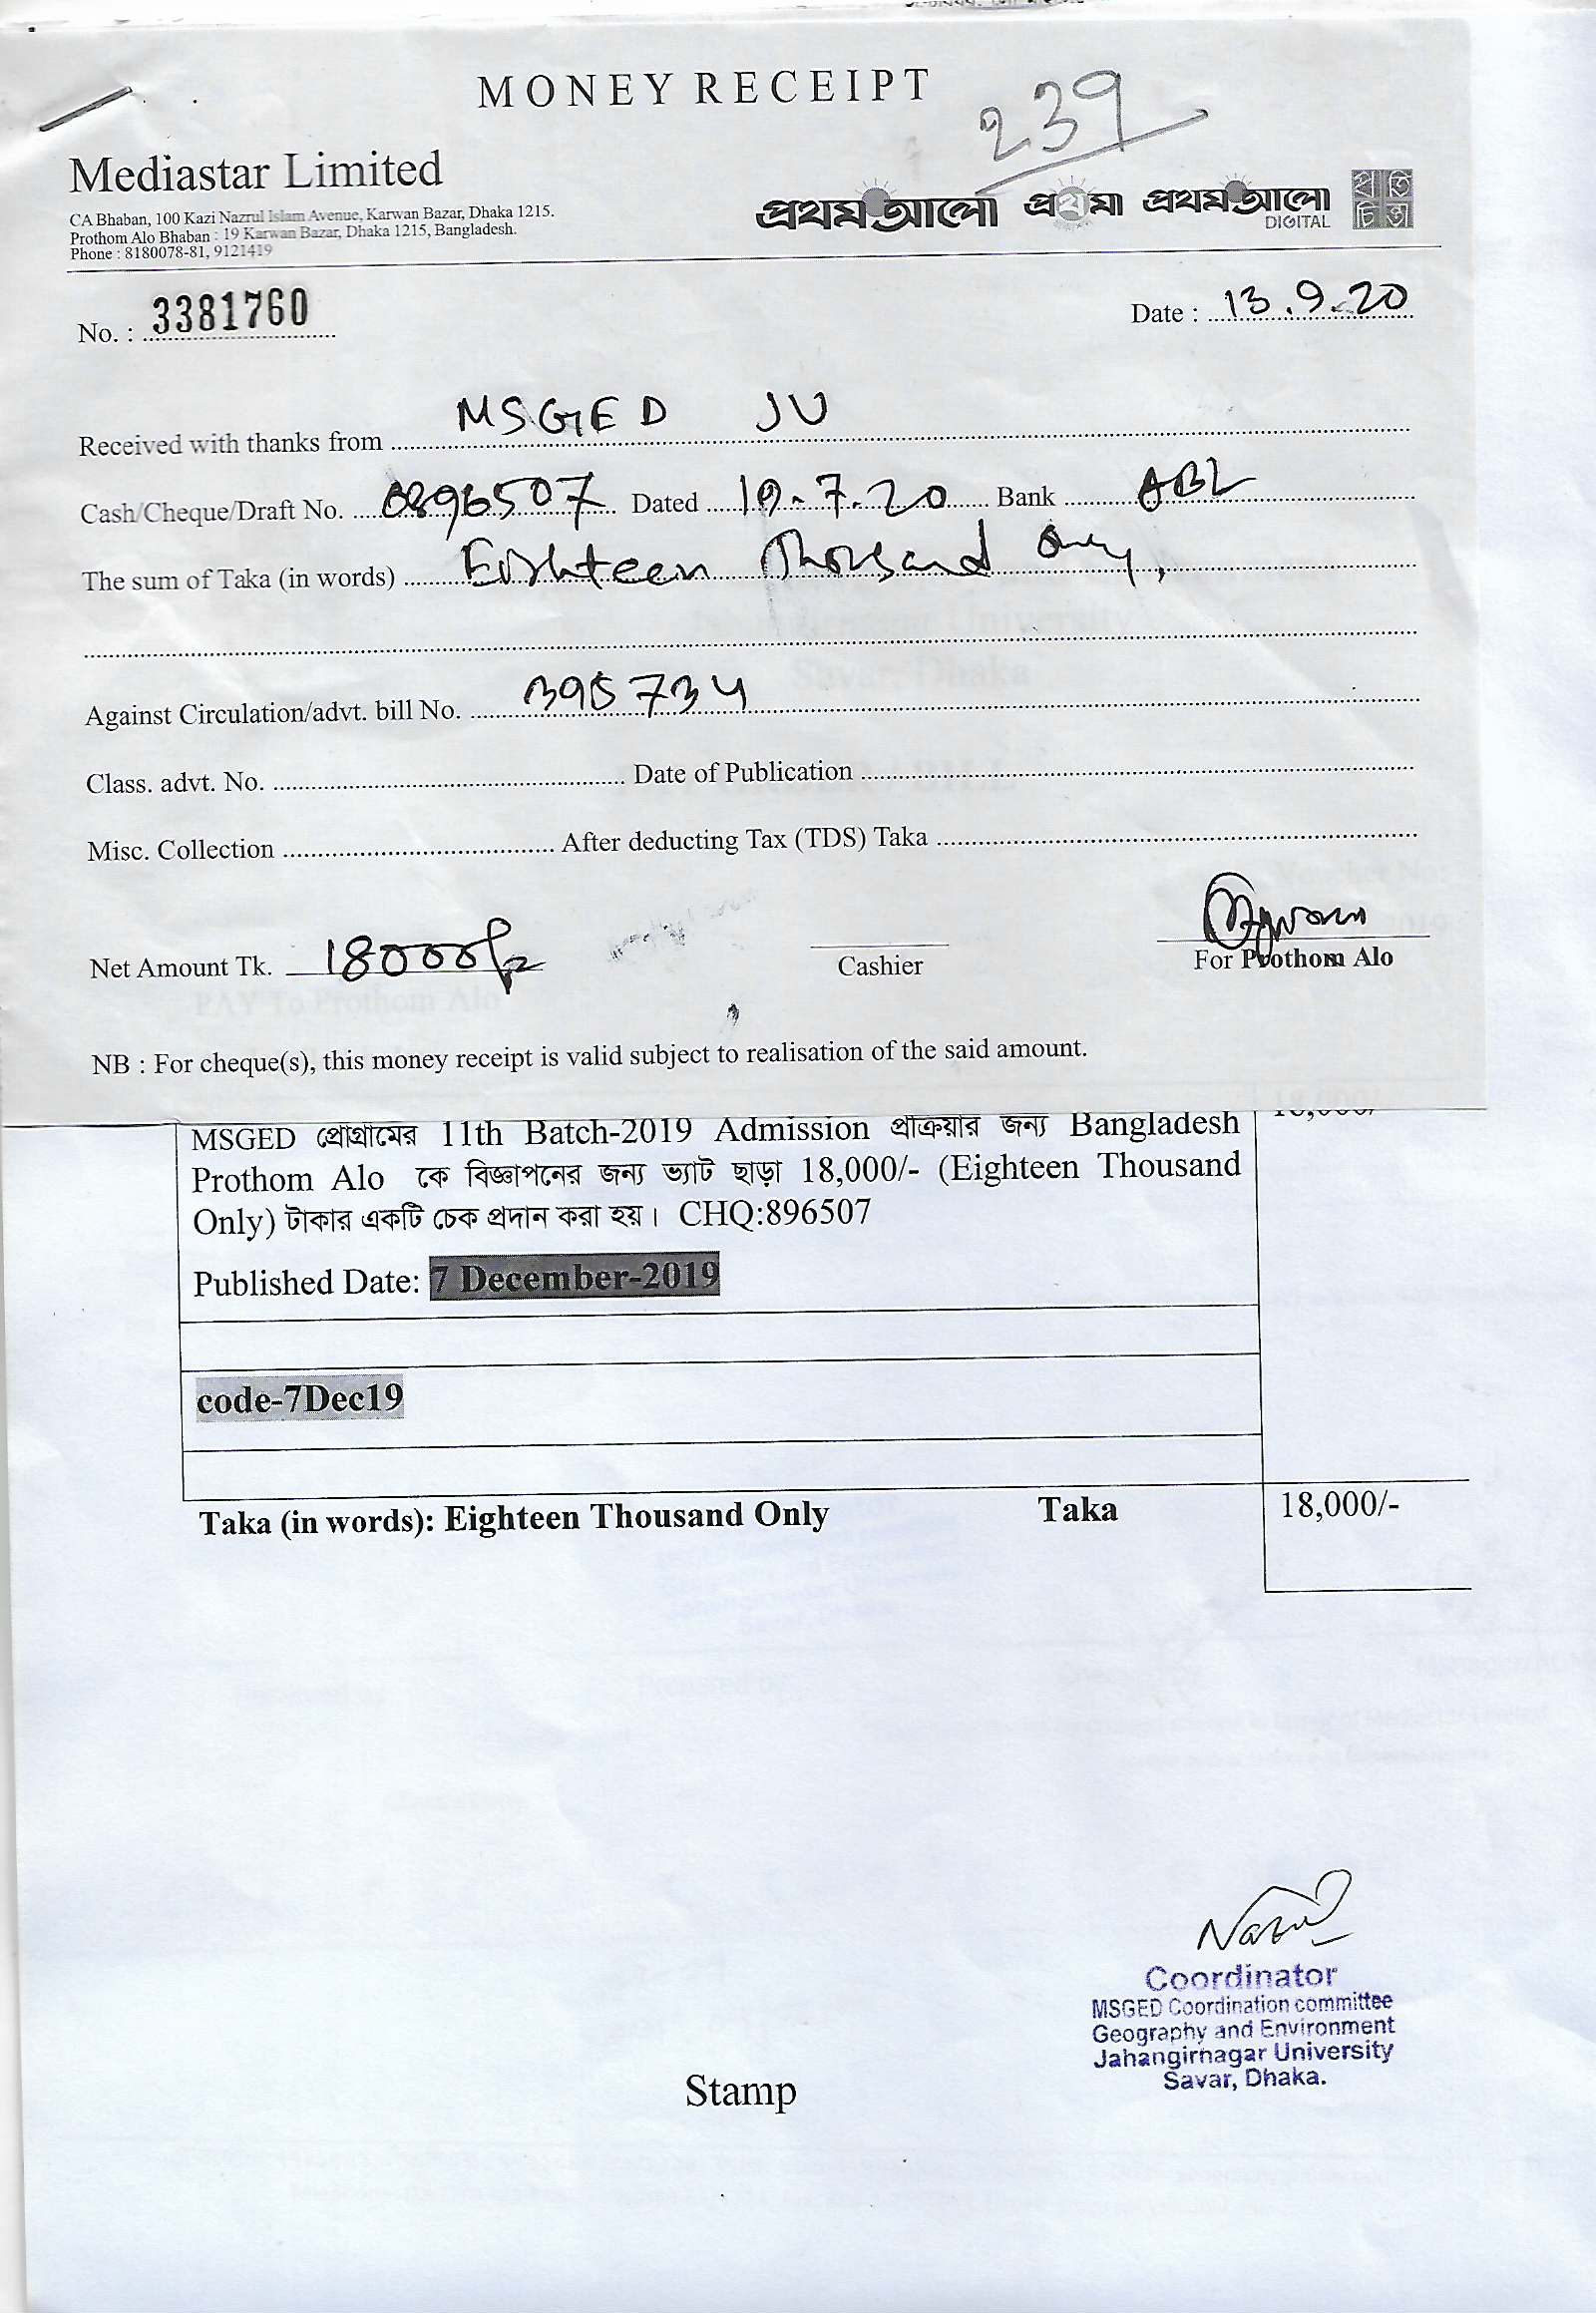 MONEY RECEIPT
239
Mediastar Limited
CA Bhaban, 100 Kazi Nazrul Islam Avenue, Karwan Bazar, Dhaka 1215.
Prothom Alo Bhaban : 19 Karwan Bazar, Dhaka 1215, Bangladesh.
Phone : 8180078-81, 9121419
প্রথম আলো প্রথমা প্রথম আলো DIGITAL প্রতিচিন্তা
No. : 3381760 Date : 13.9.20
Received with thanks from MSGED JU
Cash/Cheque/Draft No. 0896507 Dated 19-7-20 Bank ABL
The sum of Taka (in words) Eighteen Thousand only,
Against Circulation/advt. bill No. 395734
Class. advt. No. Date of Publication
Misc. Collection After deducting Tax (TDS) Taka
Net Amount Tk. 18000/- Cashier For Prothom Alo
NB : For cheque(s), this money receipt is valid subject to realisation of the said amount.
MSGED প্রোগ্রামের 11th Batch-2019 Admission প্রক্রিয়ার জন্য Bangladesh 18,000/-
Prothom Alo কে বিজ্ঞাপনের জন্য ভ্যাট ছাড়া 18,000/- (Eighteen Thousand
Only) টাকার একটি চেক প্রদান করা হয়। CHQ:896507
Published Date: 7 December-2019
code-7Dec19
Taka (in words): Eighteen Thousand Only Taka 18,000/-
Coordinator
MSGED Coordination committee
Geography and Environment
Jahangirnagar University
Savar, Dhaka.
Stamp